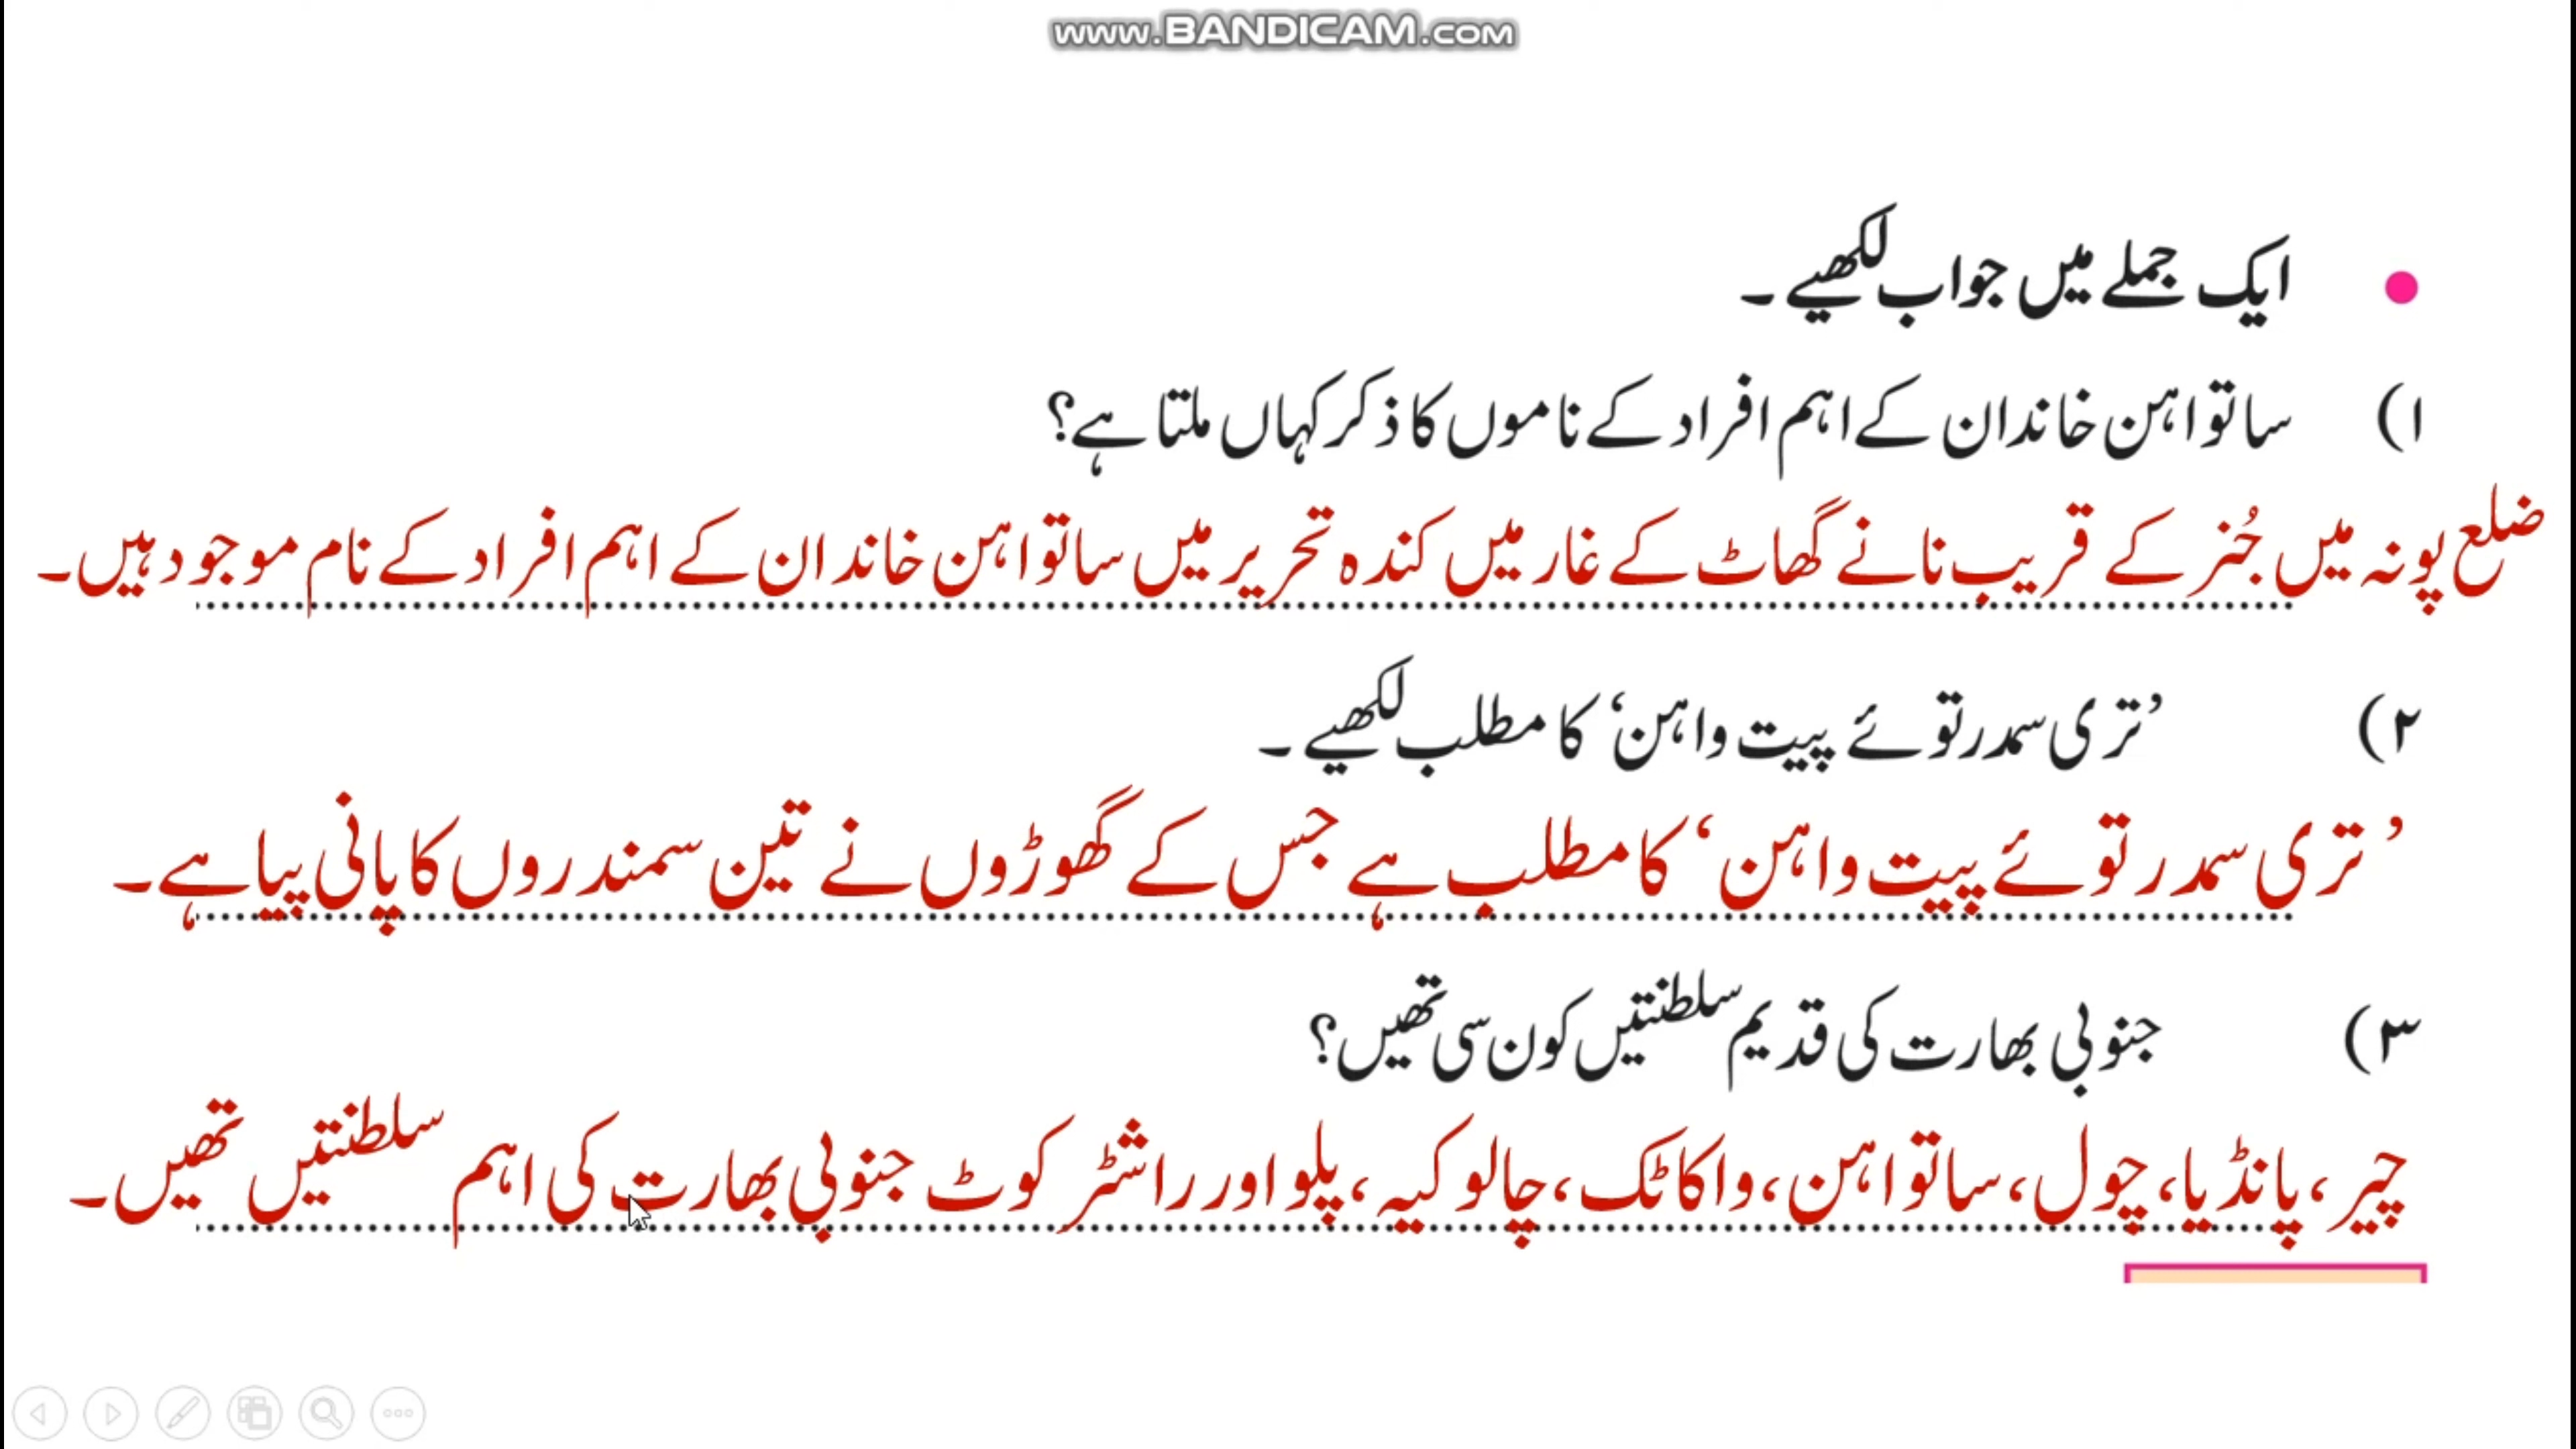 www.BANDICAM.com
● ایک جملے میں جواب لکھیے۔
۱) ساتواہن خاندان کے اہم افراد کے ناموں کا ذکر کہاں ملتا ہے؟
ضلع پونہ میں جُنر کے قریب نانے گھاٹ کے غار میں کندہ تحریر میں ساتواہن خاندان کے اہم افراد کے نام موجود ہیں۔
۲) ’تری سمدر توئے پیت واہن‘ کا مطلب لکھیے۔
’تری سمدر توئے پیت واہن‘ کا مطلب ہے جس کے گھوڑوں نے تین سمندروں کا پانی پیا ہے۔
۳) جنوبی بھارت کی قدیم سلطنتیں کون سی تھیں؟
چیر، پانڈیا، چول، ساتواہن، واکاٹک، چالوکیہ، پلو اور راشٹر کوٹ جنوبی بھارت کی اہم سلطنتیں تھیں۔